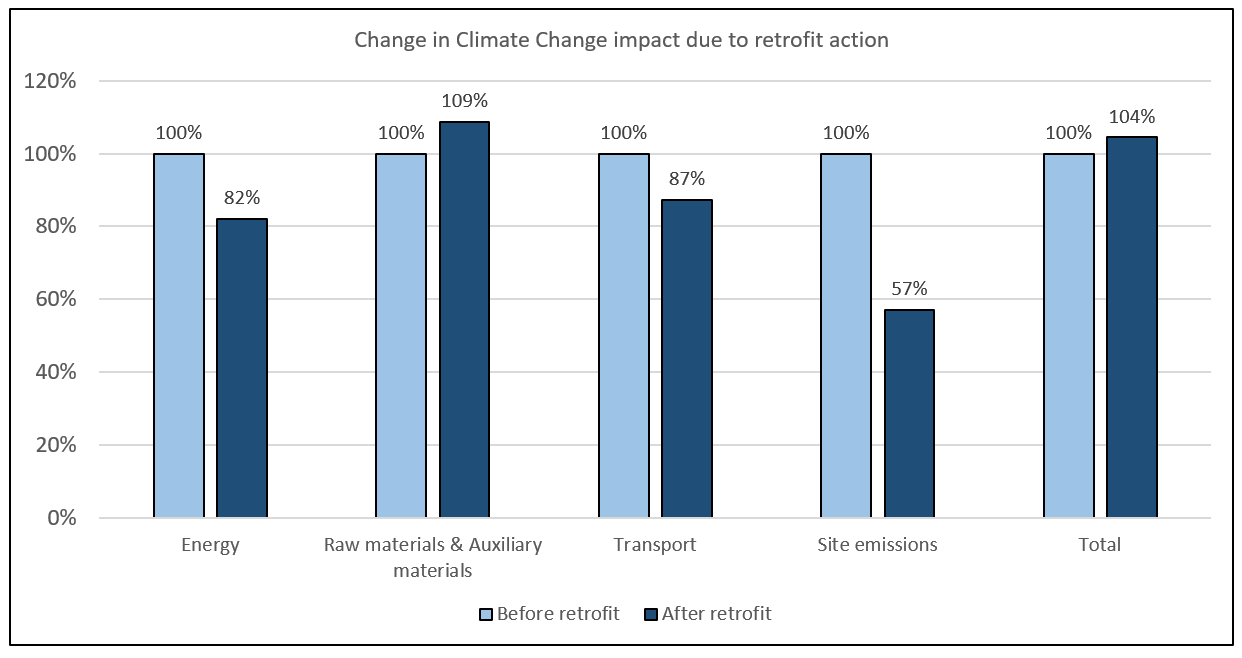 Change in Climate Change impact due to retrofit action
120%
100%
80%
60%
40%
20%
0%
100%
82%
100%
109%
100%
87%
100%
57%
100%
104%
Energy
Raw materials & Auxiliary
materials
Transport
Site emissions
Total
Before retrofit
After retrofit